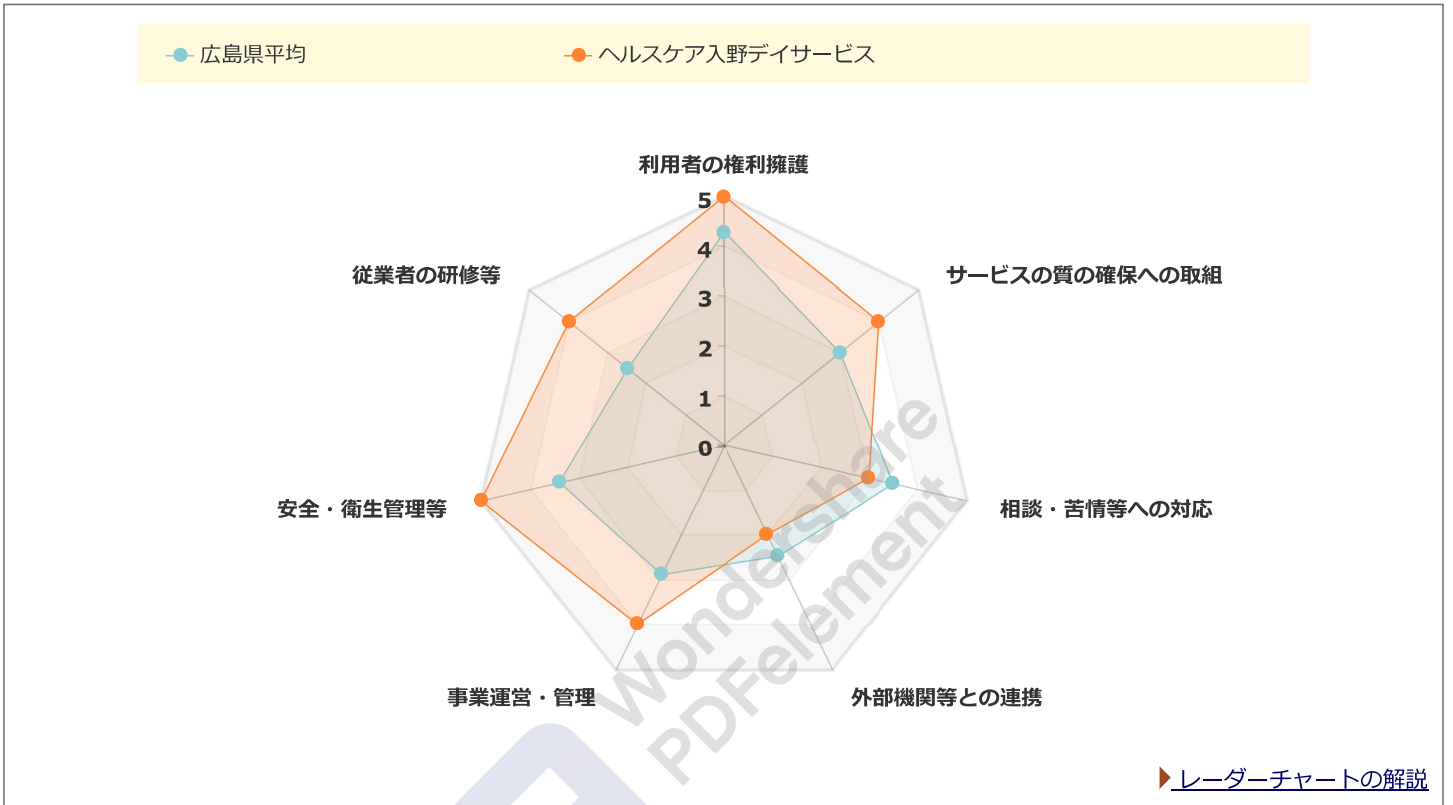 広島県平均
ヘルスケア入野デイサービス
利用者の権利擁護
サービスの質の確保への取組
相談・苦情等への対応
外部機関等との連携
事業運営・管理
安全・衛生管理等
従業者の研修等
5
4
3
2
1
0
Wondershare
PDFelement
レーダーチャートの解説